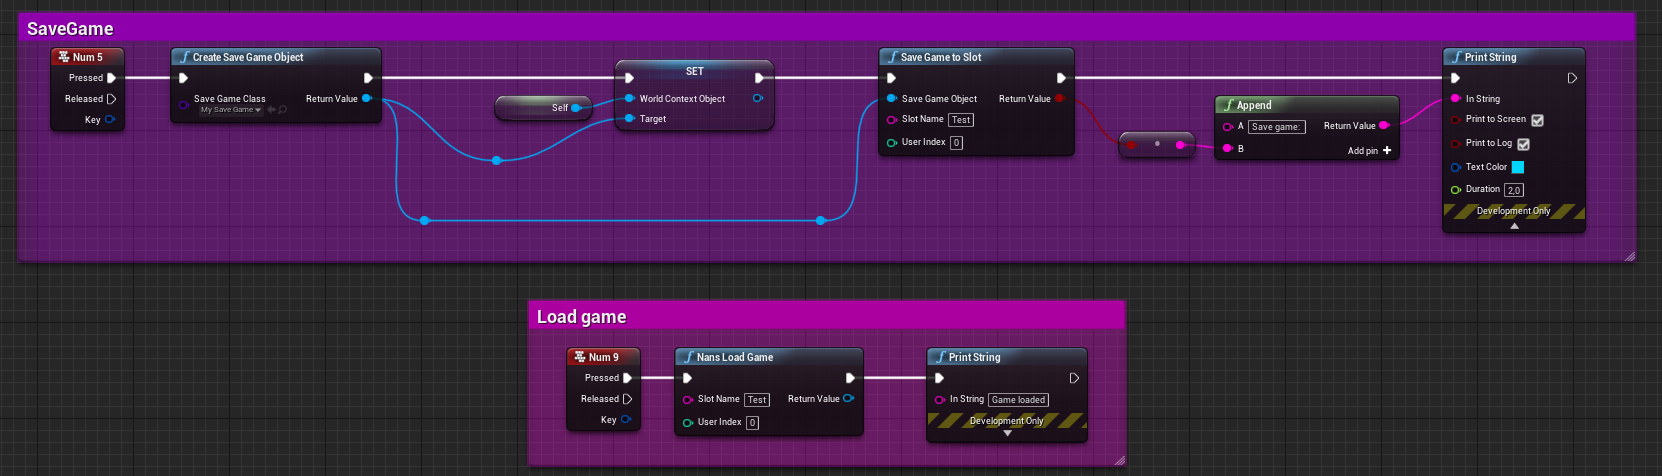 SaveGame
Num 5
Pressed
Released
Key
Create Save Game Object
Save Game Class
My Save Game
Return Value
Self
SET
World Context Object
Target
Save Game to Slot
Save Game Object
Return Value
Slot Name Test
User Index 0
Append
A Save game:
Return Value
B
Add pin
Print String
In String
Print to Screen
Print to Log
Text Color
Duration 2,0
Development Only
Load game
Num 9
Pressed
Released
Key
Nans Load Game
Slot Name Test
Return Value
User Index 0
Print String
In String Game loaded
Development Only